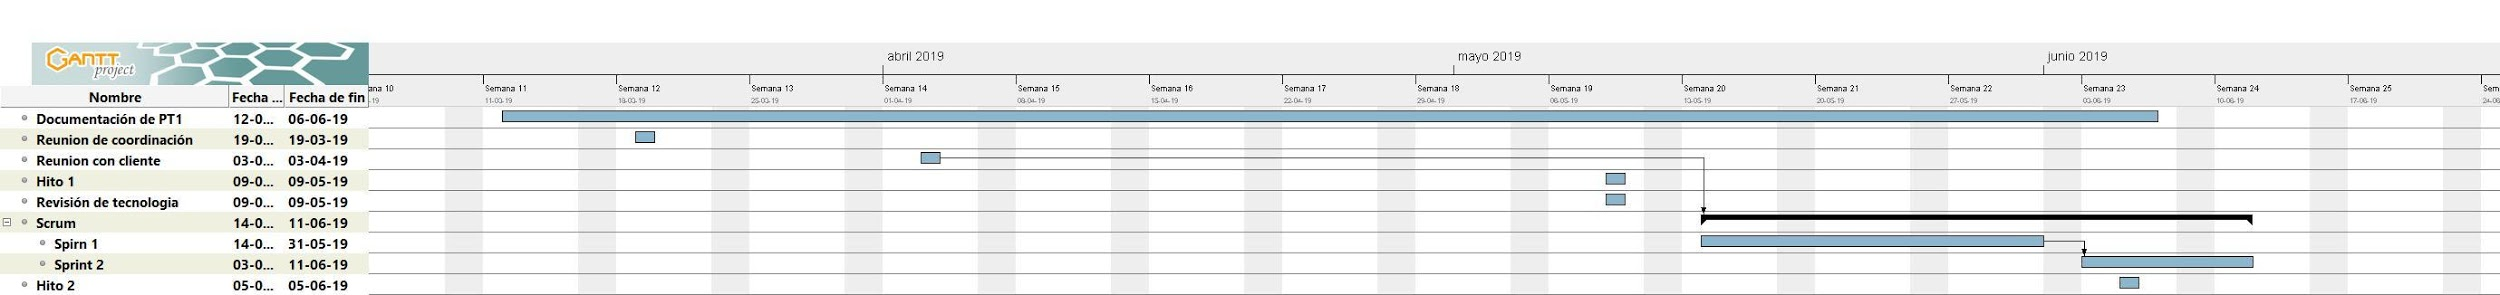 GANTT project
abril 2019 mayo 2019 junio 2019
Nombre Fecha ... Fecha de fin
ana 10 Semana 11 Semana 12 Semana 13 Semana 14 Semana 15 Semana 16 Semana 17 Semana 18 Semana 19 Semana 20 Semana 21 Semana 22 Semana 23 Semana 24 Semana 25 Sem
-19 11-03-19 18-03-19 25-03-19 01-04-19 08-04-19 15-04-19 22-04-19 29-04-19 06-05-19 13-05-19 20-05-19 27-05-19 03-06-19 10-06-19 17-06-19
Documentación de PT1 12-0... 06-06-19
Reunion de coordinación 19-0... 19-03-19
Reunion con cliente 03-0... 03-04-19
Hito 1 09-0... 09-05-19
Revisión de tecnologia 09-0... 09-05-19
Scrum 14-0... 11-06-19
Spirn 1 14-0... 31-05-19
Sprint 2 03-0... 11-06-19
Hito 2 05-0... 05-06-19